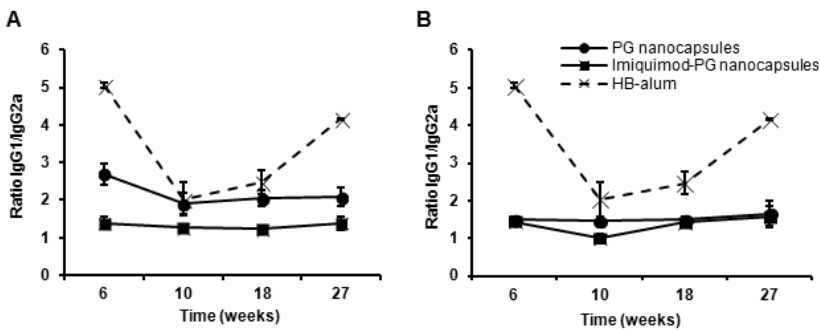 A
Ratio IgG1/IgG2a
6
5
4
3
2
1
0
6 10 18 27
Time (weeks)
B
PG nanocapsules
Imiquimod-PG nanocapsules
HB-alum
Ratio IgG1/IgG2a
6
5
4
3
2
1
0
6 10 18 27
Time (weeks)